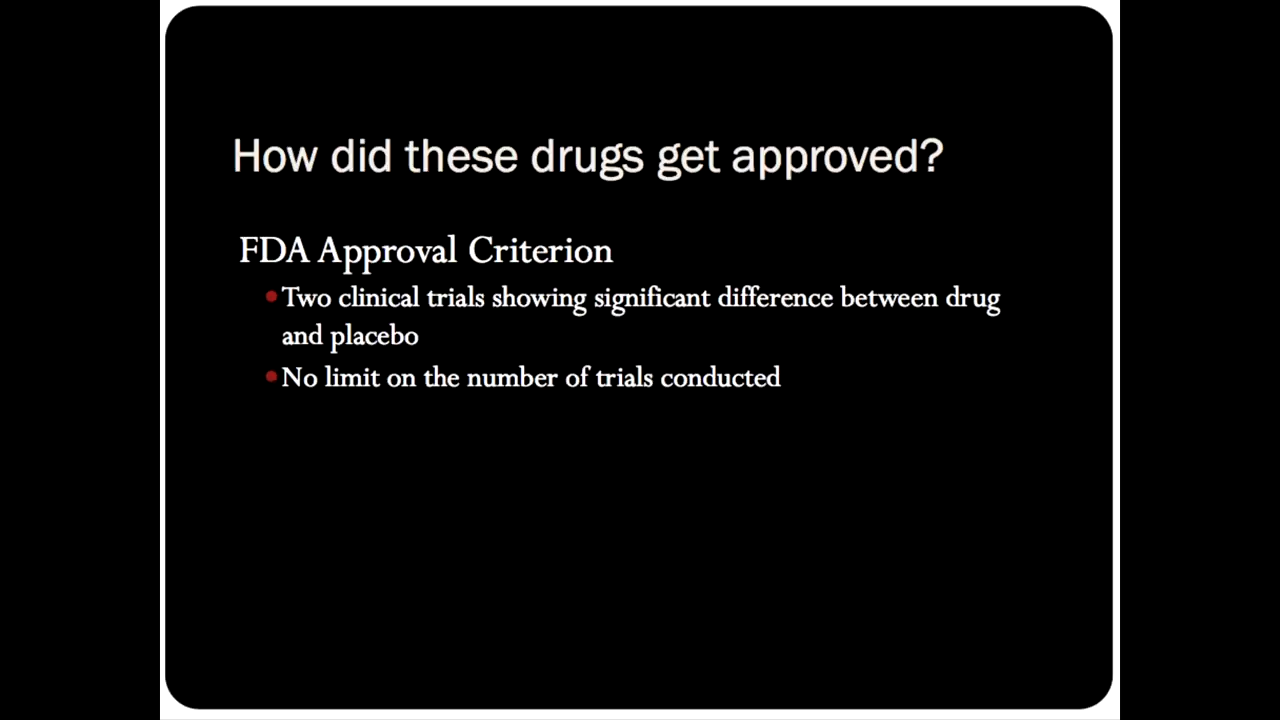 How did these drugs get approved?
FDA Approval Criterion
•Two clinical trials showing significant difference between drug
and placebo
•No limit on the number of trials conducted